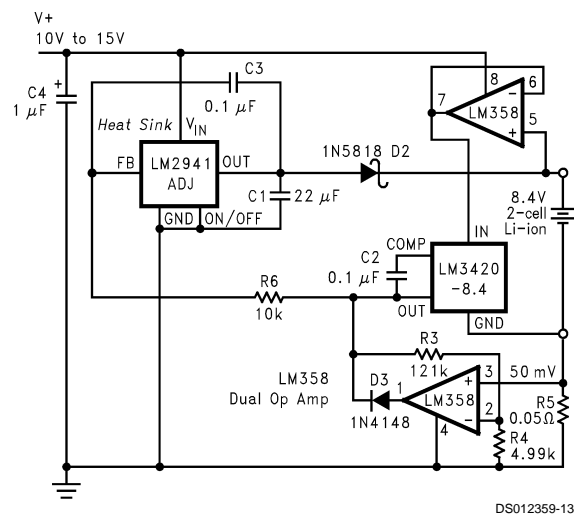 V+
10V to 15V
C4
+
1 μF
C3
0.1 μF
8
6
7
LM358
−
+
5
Heat Sink
VIN
FB
LM2941
ADJ
OUT
GND
ON/OFF
C1
22 μF
1N5818 D2
8.4V
2-cell
Li-ion
IN
COMP
C2
0.1 μF
LM3420
-8.4
OUT
GND
R6
10k
R3
121k
LM358
Dual Op Amp
D3
1N4148
1
LM358
+
−
3
2
4
50 mV
R5
0.05Ω
R4
4.99k
DS012359-13